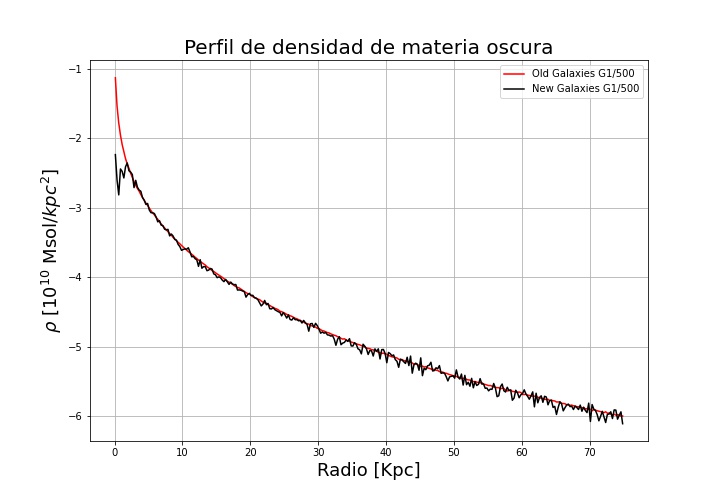 Perfil de densidad de materia oscura
Old Galaxies G1/500
New Galaxies G1/500
−1
−2
−3
−4
−5
−6
ρ [10¹⁰ Msol/kpc²]
0 10 20 30 40 50 60 70
Radio [Kpc]